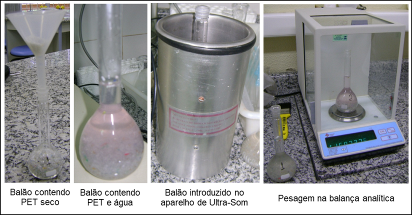 Balão contendo
PET seco
Balão contendo
PET e água
Balão introduzido no
aparelho de Ultra-Som
Pesagem na balança analítica